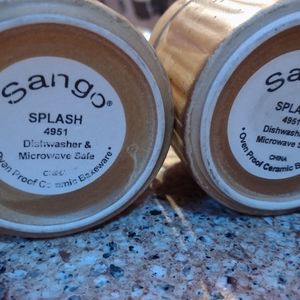 Sango®
SPLASH
4951
Dishwasher &
Microwave Safe
CHINA
• Oven Proof Ceramic Bakeware •
Sa
SPLA
4951
Dishwash
Microwave S
CHINA
• Oven Proof Ceramic B